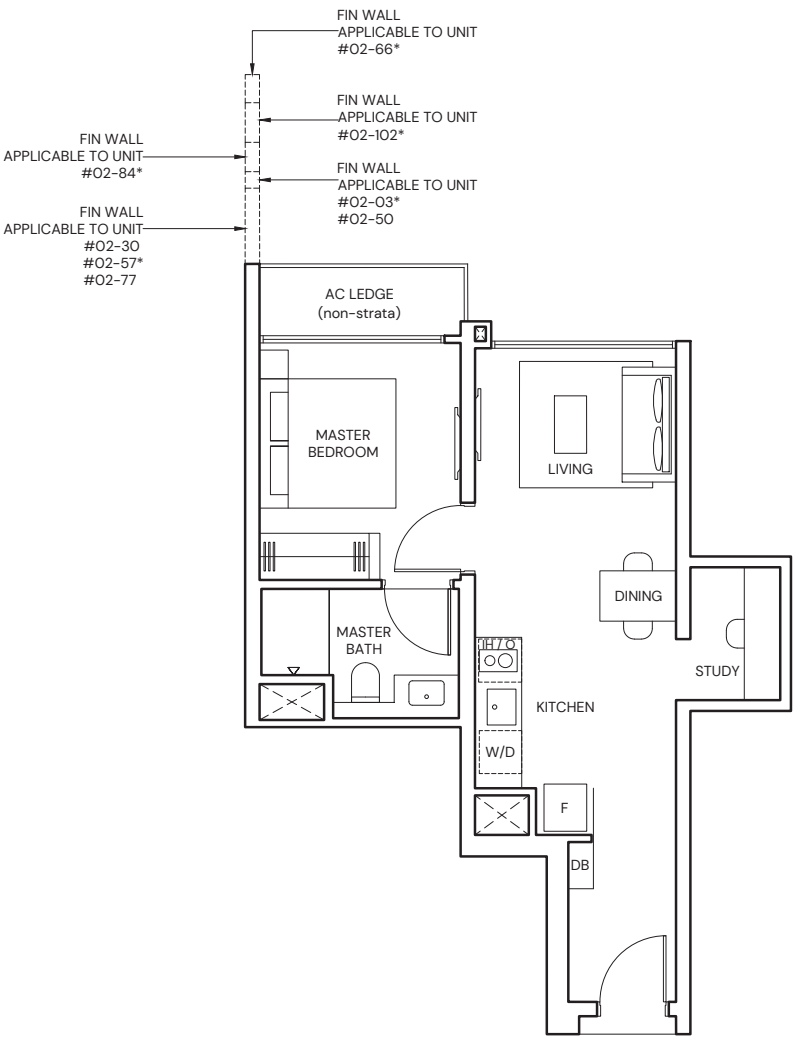 FIN WALL
APPLICABLE TO UNIT
#02-66*
FIN WALL
APPLICABLE TO UNIT
#02-102*
FIN WALL
APPLICABLE TO UNIT
#02-84*
FIN WALL
APPLICABLE TO UNIT
#02-03*
#02-50
FIN WALL
APPLICABLE TO UNIT
#02-30
#02-57*
#02-77
AC LEDGE
(non-strata)
MASTER
BEDROOM
LIVING
DINING
MASTER
BATH
IH / O
STUDY
KITCHEN
W/D
F
DB